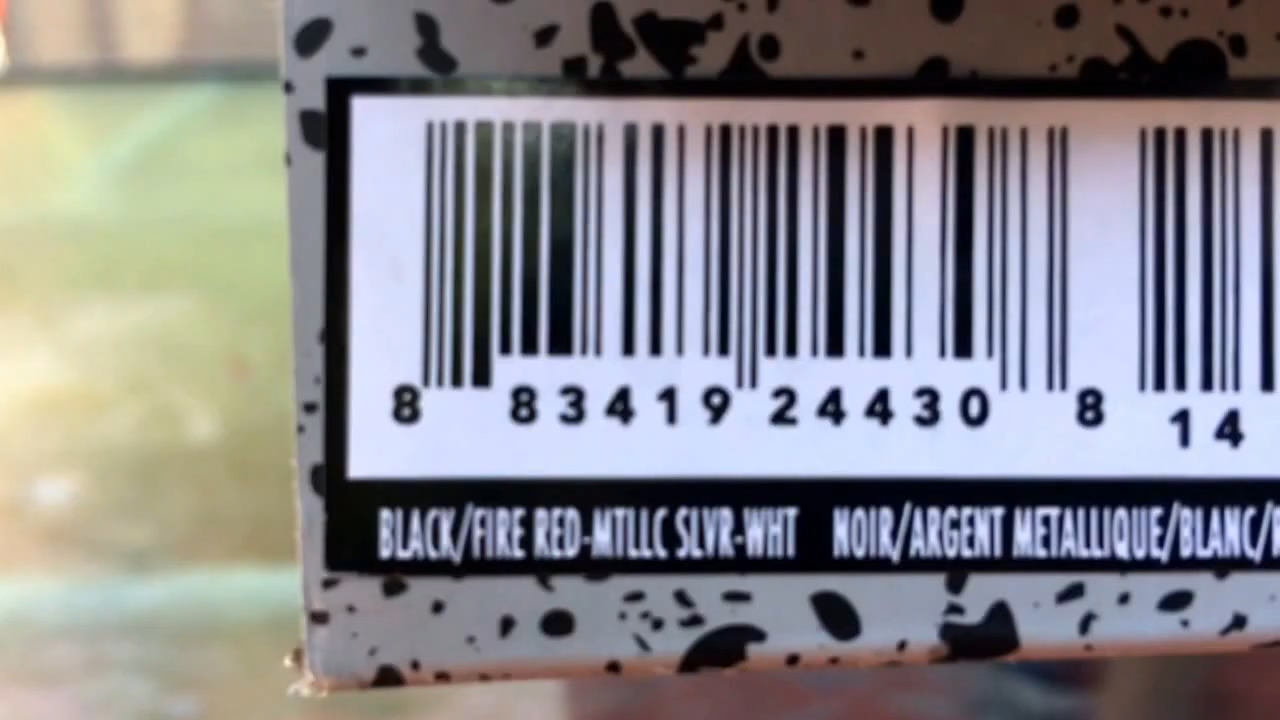 8 83419 24430 8 14
BLACK/FIRE RED-MTLLC SLVR-WHT NOIR/ARGENT METALLIQUE/BLANC/